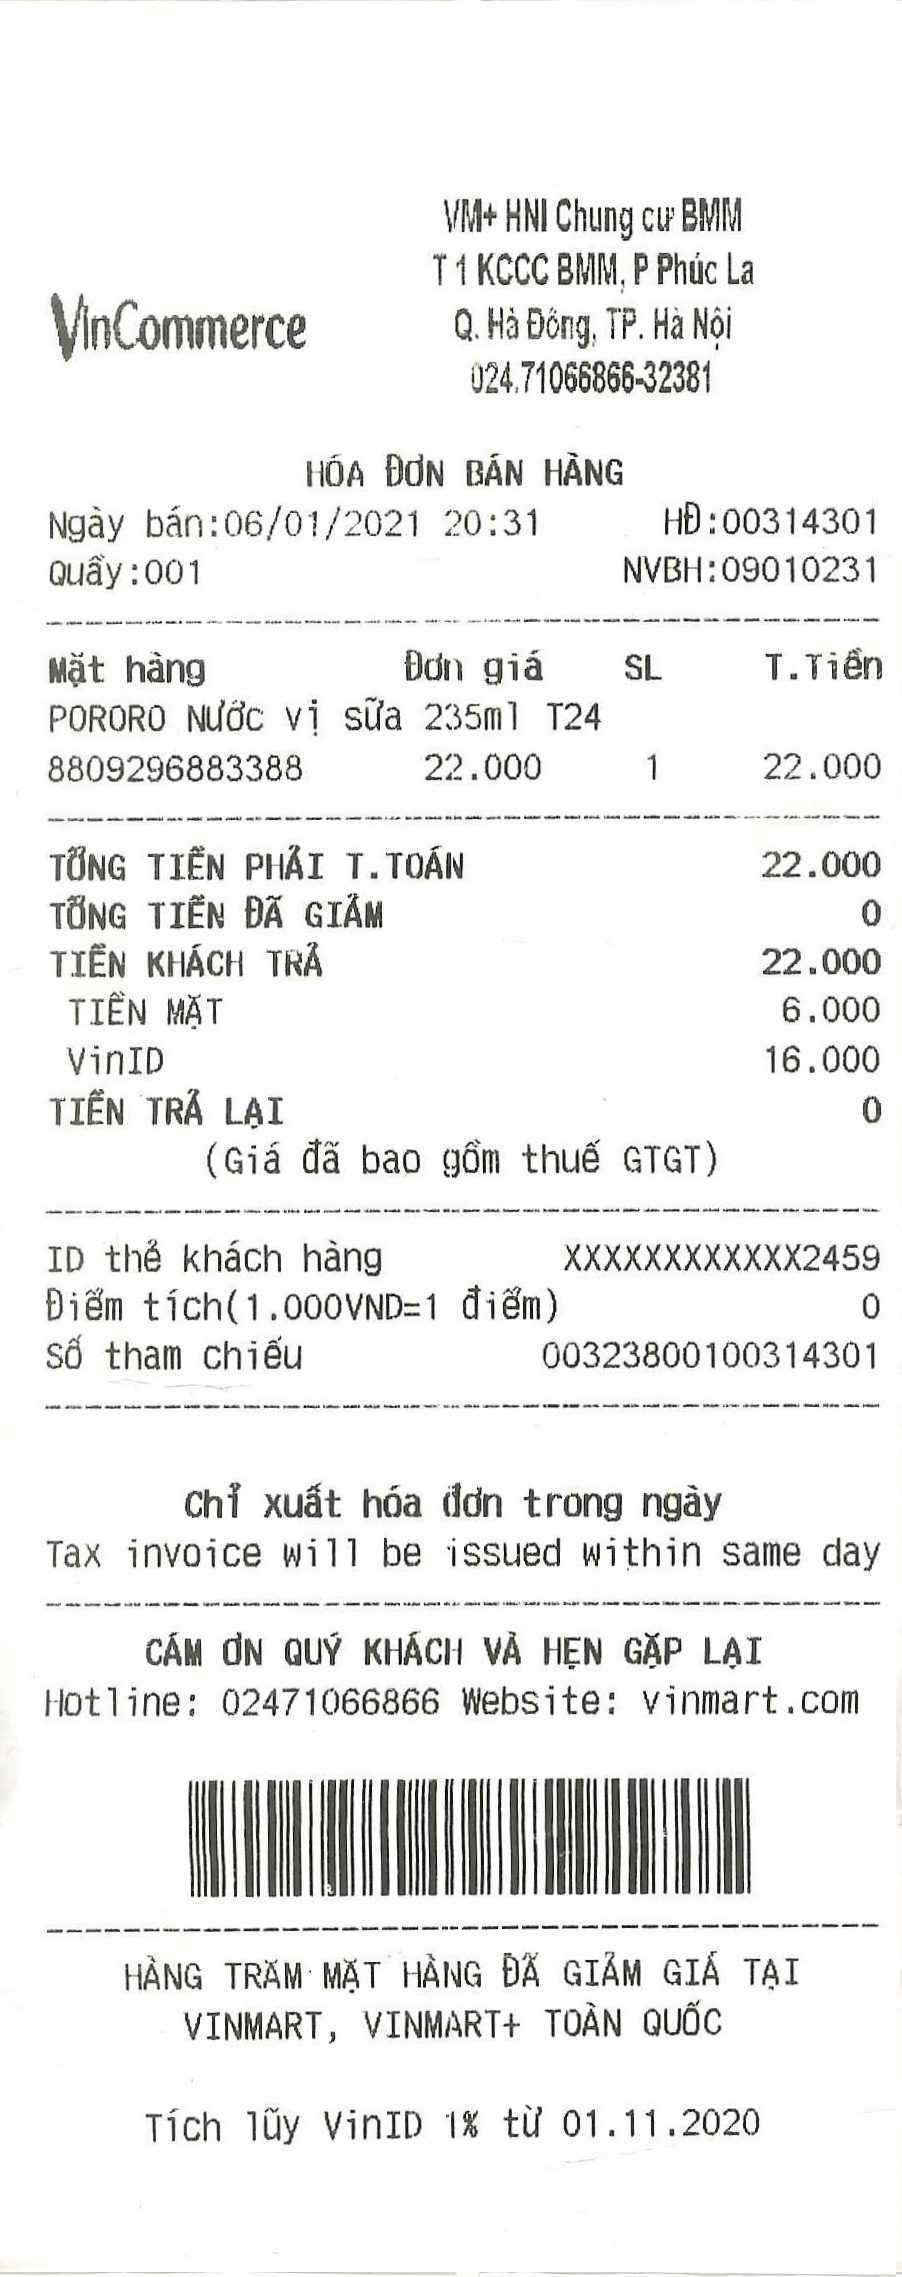 VM+ HNI Chung cư BMM
T 1 KCCC BMM, P Phúc La
Q. Hà Đông, TP. Hà Nội
024.71066866-32381
VinCommerce
HÓA ĐƠN BÁN HÀNG
Ngày bán:06/01/2021 20:31 HĐ:00314301
Quầy:001 NVBH:09010231
Mặt hàng Đơn giá SL T.Tiền
PORORO Nước vị sữa 235ml T24
8809296883388 22.000 1 22.000
TỔNG TIỀN PHẢI T.TOÁN 22.000
TỔNG TIỀN ĐÃ GIẢM 0
TIỀN KHÁCH TRẢ 22.000
TIỀN MẶT 6.000
VinID 16.000
TIỀN TRẢ LẠI 0
(Giá đã bao gồm thuế GTGT)
ID thẻ khách hàng XXXXXXXXXXXX2459
Điểm tích(1.000VND=1 điểm) 0
Số tham chiếu 00323800100314301
Chỉ xuất hóa đơn trong ngày
Tax invoice will be issued within same day
CÁM ƠN QUÝ KHÁCH VÀ HẸN GẶP LẠI
Hotline: 02471066866 Website: vinmart.com
HÀNG TRĂM MẶT HÀNG ĐÃ GIẢM GIÁ TẠI
VINMART, VINMART+ TOÀN QUỐC
Tích lũy VinID 1% từ 01.11.2020